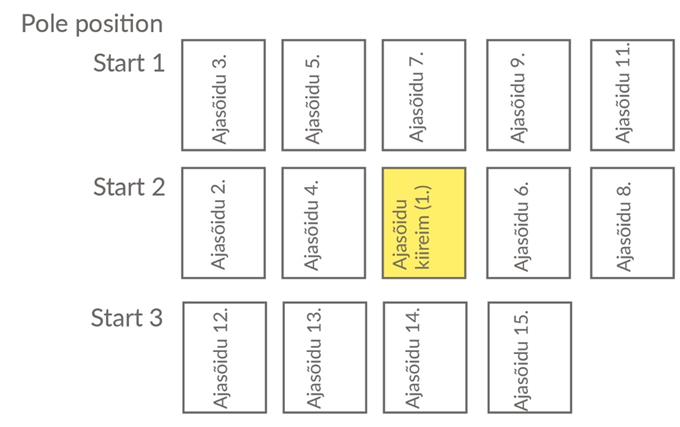 Pole position
Start 1
Ajasõidu 3.
Ajasõidu 5.
Ajasõidu 7.
Ajasõidu 9.
Ajasõidu 11.
Start 2
Ajasõidu 2.
Ajasõidu 4.
Ajasõidu
kiireim (1.)
Ajasõidu 6.
Ajasõidu 8.
Start 3
Ajasõidu 12.
Ajasõidu 13.
Ajasõidu 14.
Ajasõidu 15.